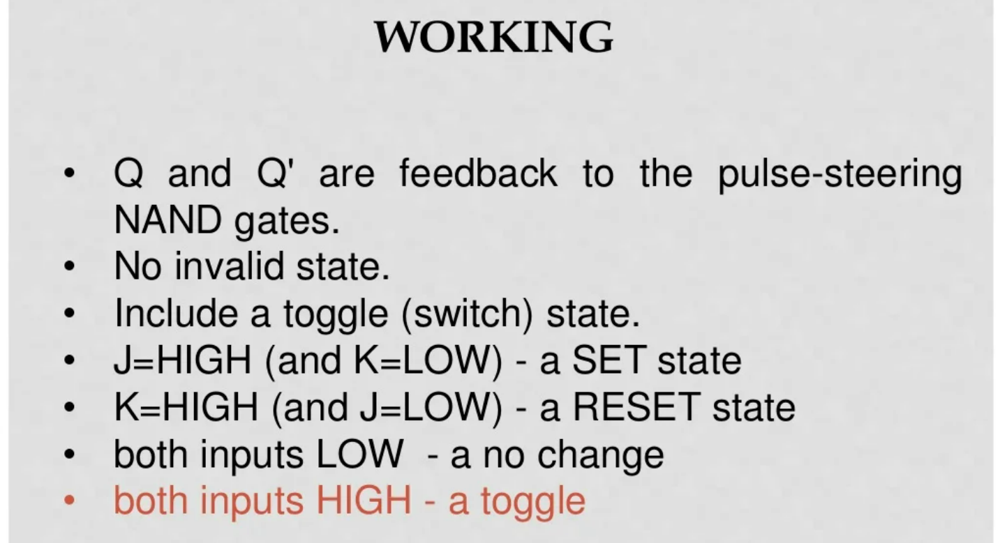 WORKING
• Q and Q' are feedback to the pulse-steering
NAND gates.
• No invalid state.
• Include a toggle (switch) state.
• J=HIGH (and K=LOW) - a SET state
• K=HIGH (and J=LOW) - a RESET state
• both inputs LOW - a no change
• both inputs HIGH - a toggle